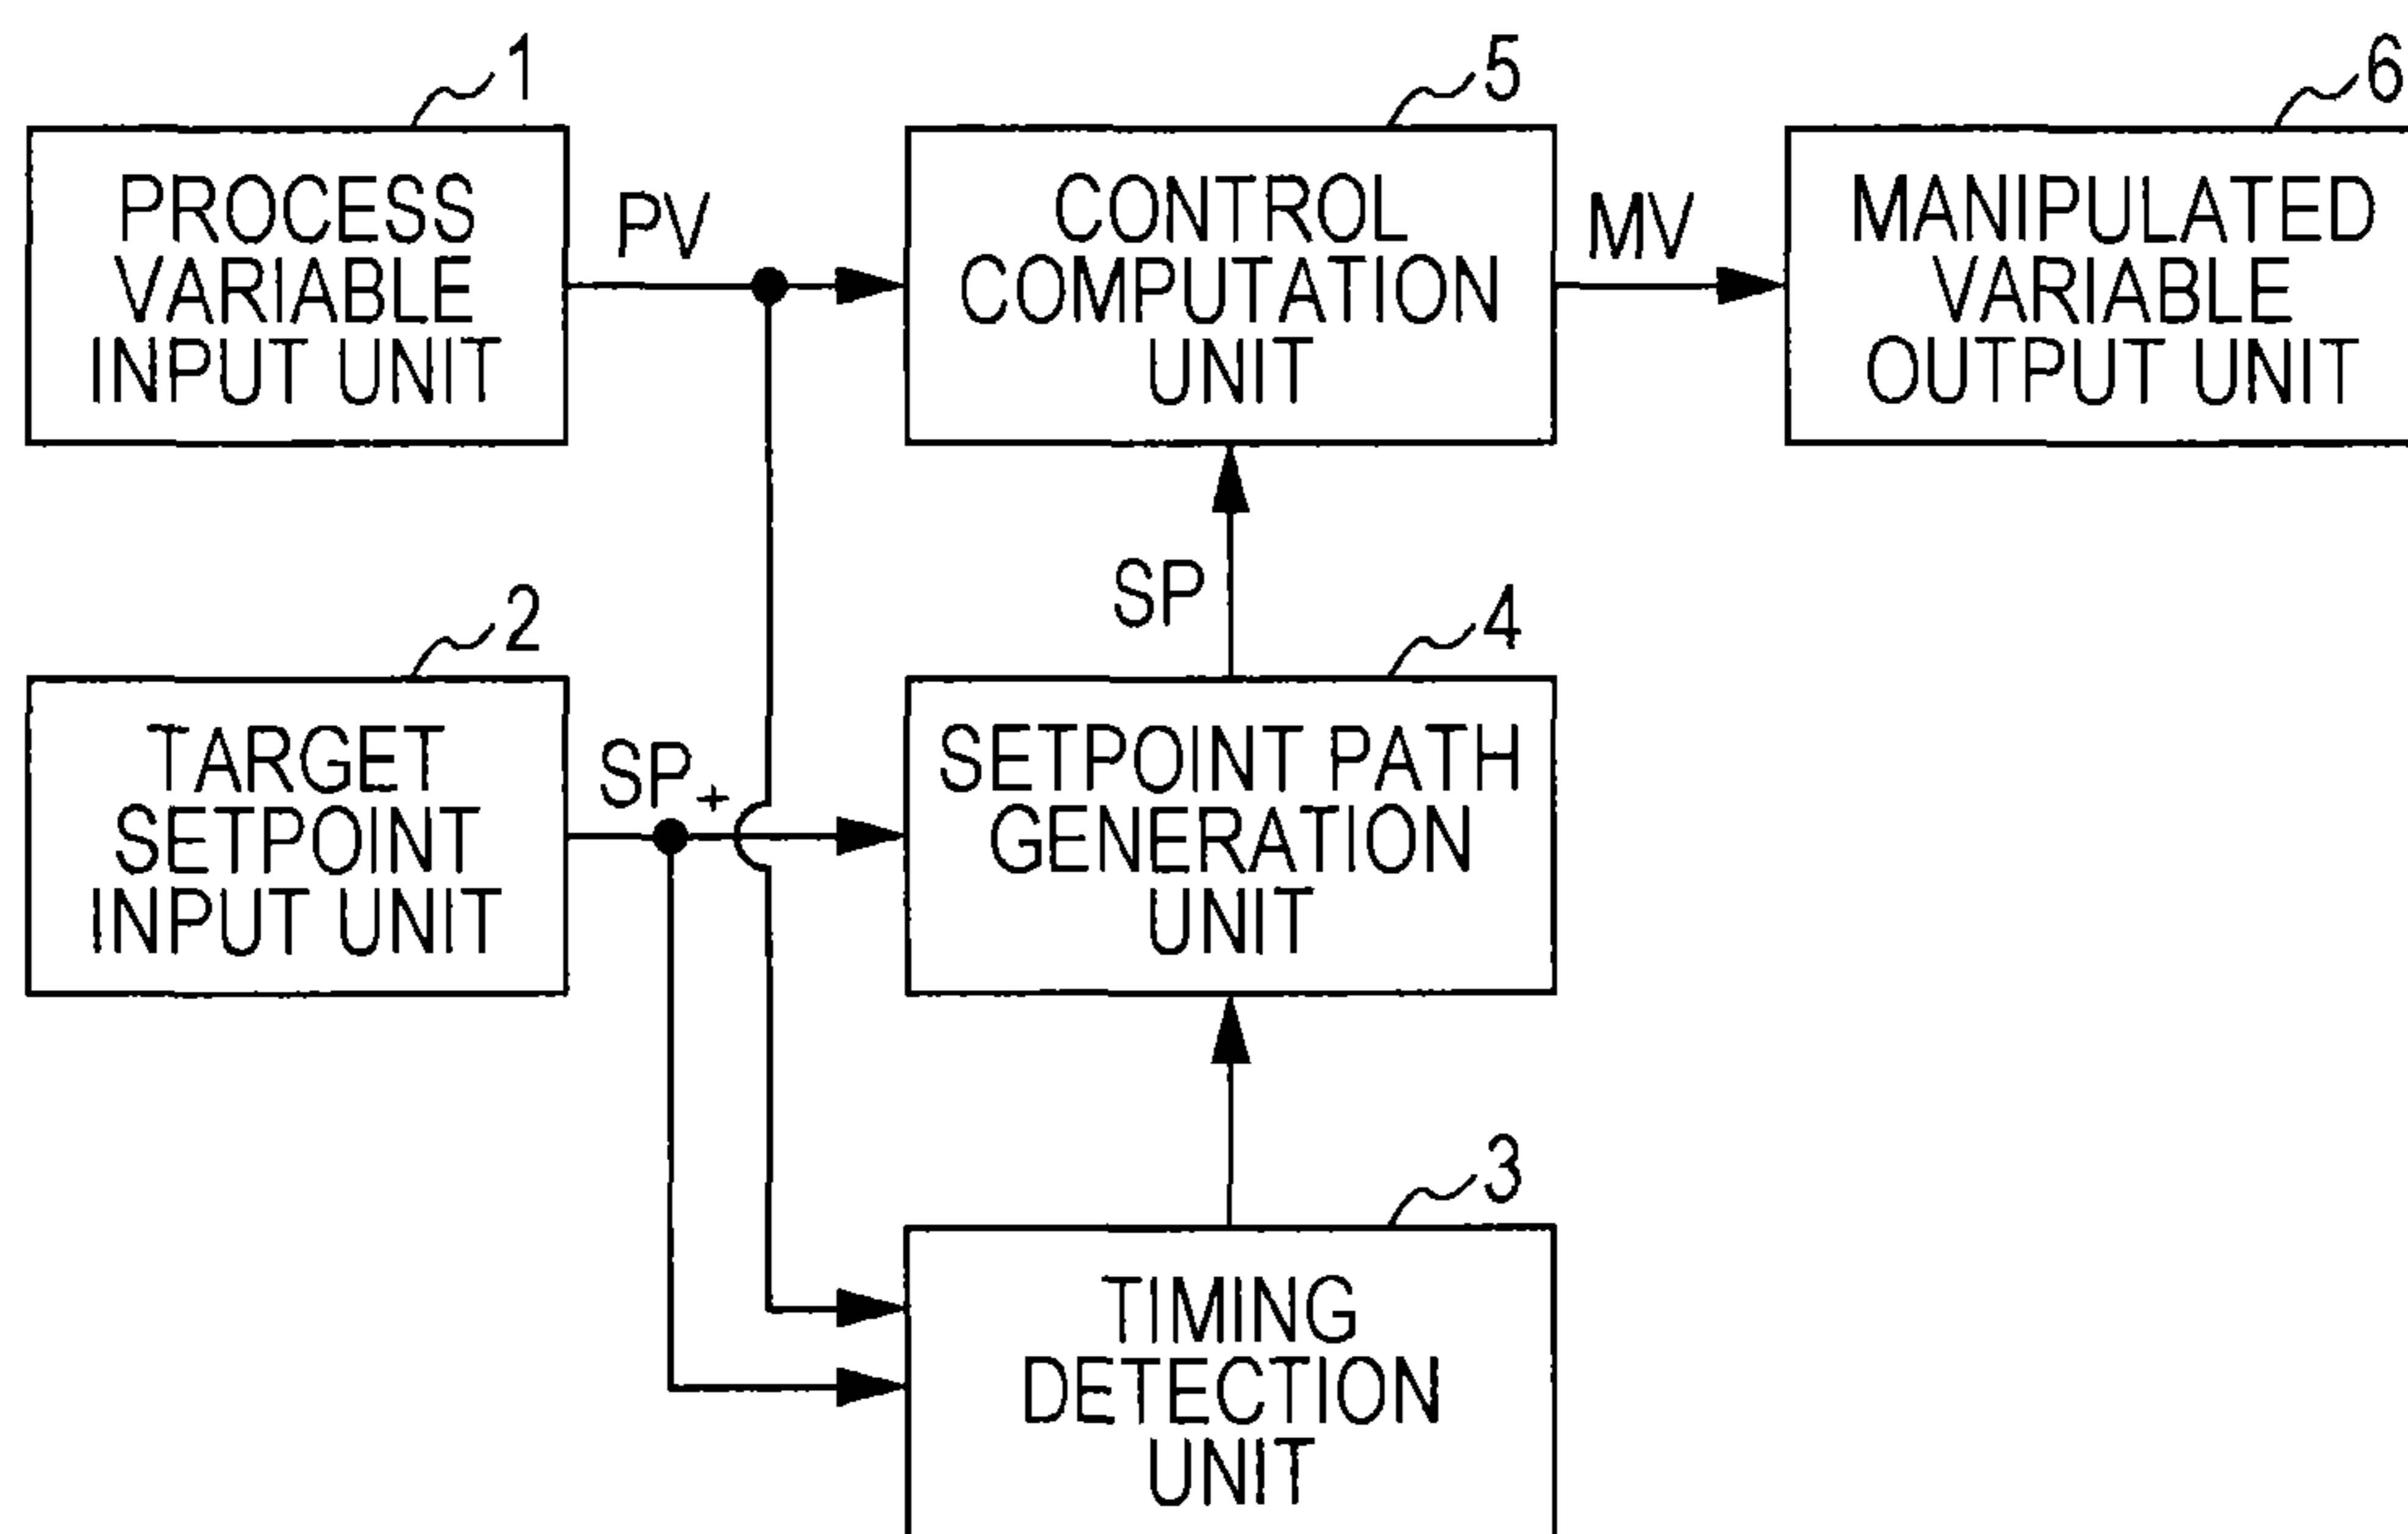 1
5
6
PROCESS
VARIABLE
INPUT UNIT
PV
CONTROL
COMPUTATION
UNIT
MV
MANIPULATED
VARIABLE
OUTPUT UNIT
SP
2
4
TARGET
SETPOINT
INPUT UNIT
SP+
SETPOINT PATH
GENERATION
UNIT
3
TIMING
DETECTION
UNIT